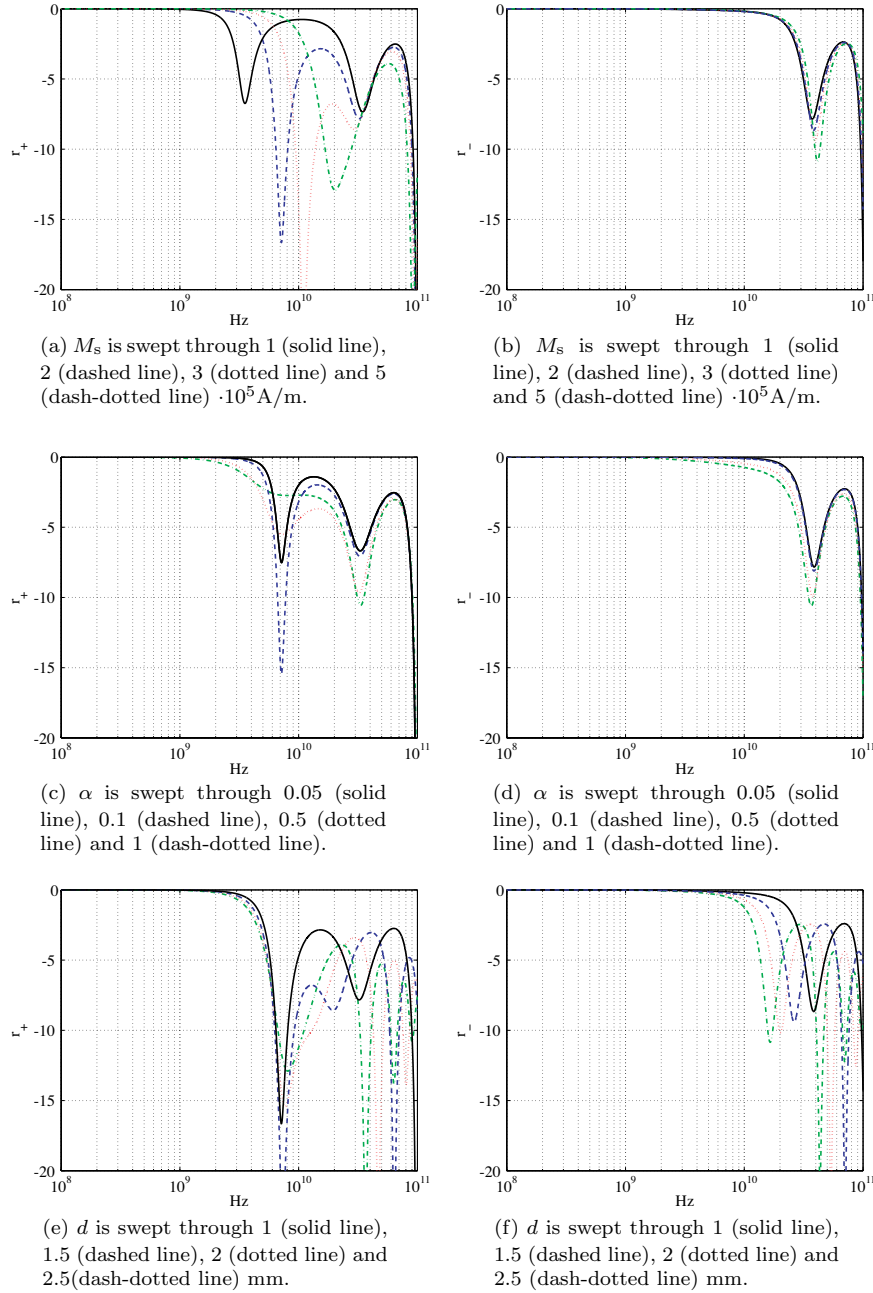 0
-5
-10
-15
-20
r_+
10^8
10^9
10^10
10^11
Hz
(a) M_s is swept through 1 (solid line),
2 (dashed line), 3 (dotted line) and 5
(dash-dotted line) ·10^5A/m.
0
-5
-10
-15
-20
r_-
10^8
10^9
10^10
10^11
Hz
(b) M_s is swept through 1 (solid
line), 2 (dashed line), 3 (dotted line)
and 5 (dash-dotted line) ·10^5A/m.
0
-5
-10
-15
-20
r_+
10^8
10^9
10^10
10^11
Hz
(c) α is swept through 0.05 (solid
line), 0.1 (dashed line), 0.5 (dotted
line) and 1 (dash-dotted line).
0
-5
-10
-15
-20
r_-
10^8
10^9
10^10
10^11
Hz
(d) α is swept through 0.05 (solid
line), 0.1 (dashed line), 0.5 (dotted
line) and 1 (dash-dotted line).
0
-5
-10
-15
-20
r_+
10^8
10^9
10^10
10^11
Hz
(e) d is swept through 1 (solid line),
1.5 (dashed line), 2 (dotted line) and
2.5(dash-dotted line) mm.
0
-5
-10
-15
-20
r_-
10^8
10^9
10^10
10^11
Hz
(f) d is swept through 1 (solid line),
1.5 (dashed line), 2 (dotted line) and
2.5 (dash-dotted line) mm.